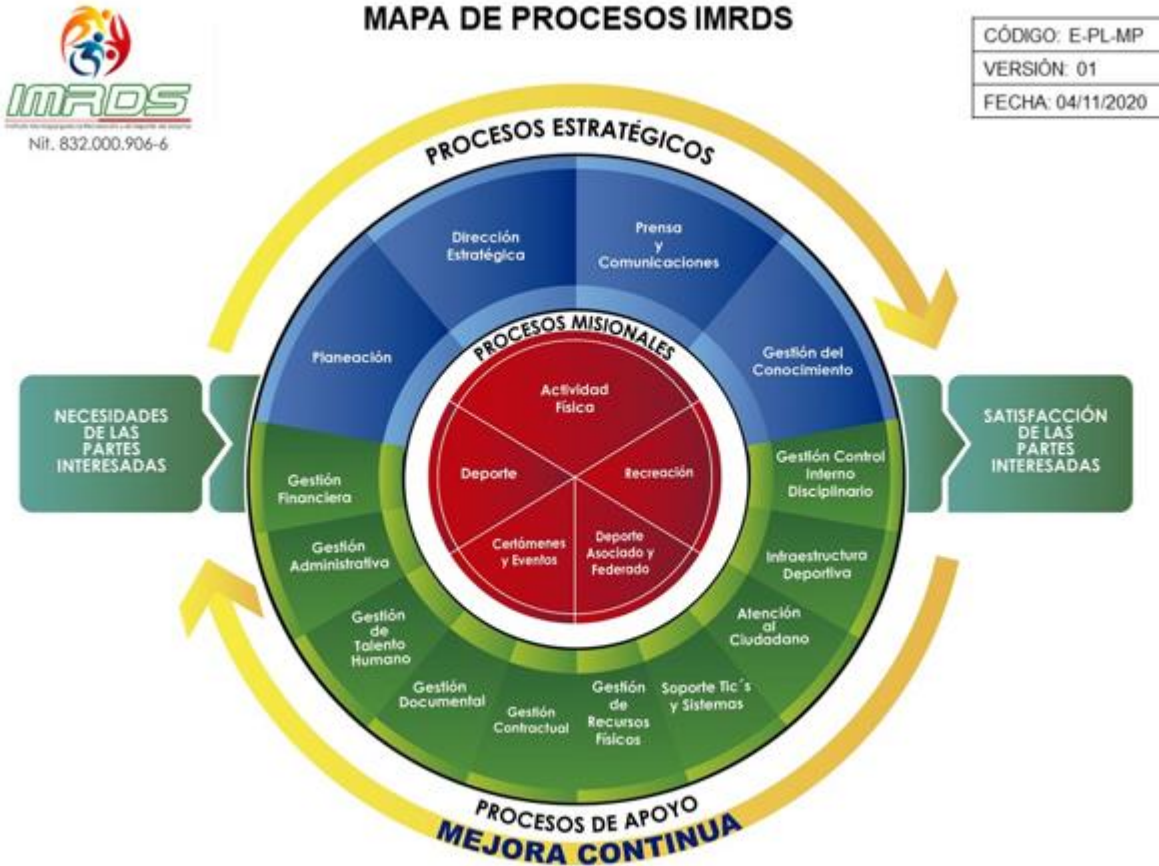 MAPA DE PROCESOS IMRDS
IMRDS
Nit. 832.000.906-6
CÓDIGO: E-PL-MP
VERSIÓN: 01
FECHA: 04/11/2020
PROCESOS ESTRATÉGICOS
Planeación
Dirección
Estratégica
Prensa
y
Comunicaciones
Gestión del
Conocimiento
PROCESOS MISIONALES
Actividad
Física
Deporte
Recreación
Certámenes
y Eventos
Deporte
Asociado y
Federado
NECESIDADES
DE LAS
PARTES
INTERESADAS
SATISFACCIÓN
DE LAS
PARTES
INTERESADAS
Gestión
Financiera
Gestión
Administrativa
Gestión
de
Talento
Humano
Gestión
Documental
Gestión
Contractual
Gestión
de
Recursos
Físicos
Soporte Tic´s
y Sistemas
Atención
al
Ciudadano
Infraestructura
Deportiva
Gestión Control
Interno
Disciplinario
PROCESOS DE APOYO
MEJORA CONTINUA